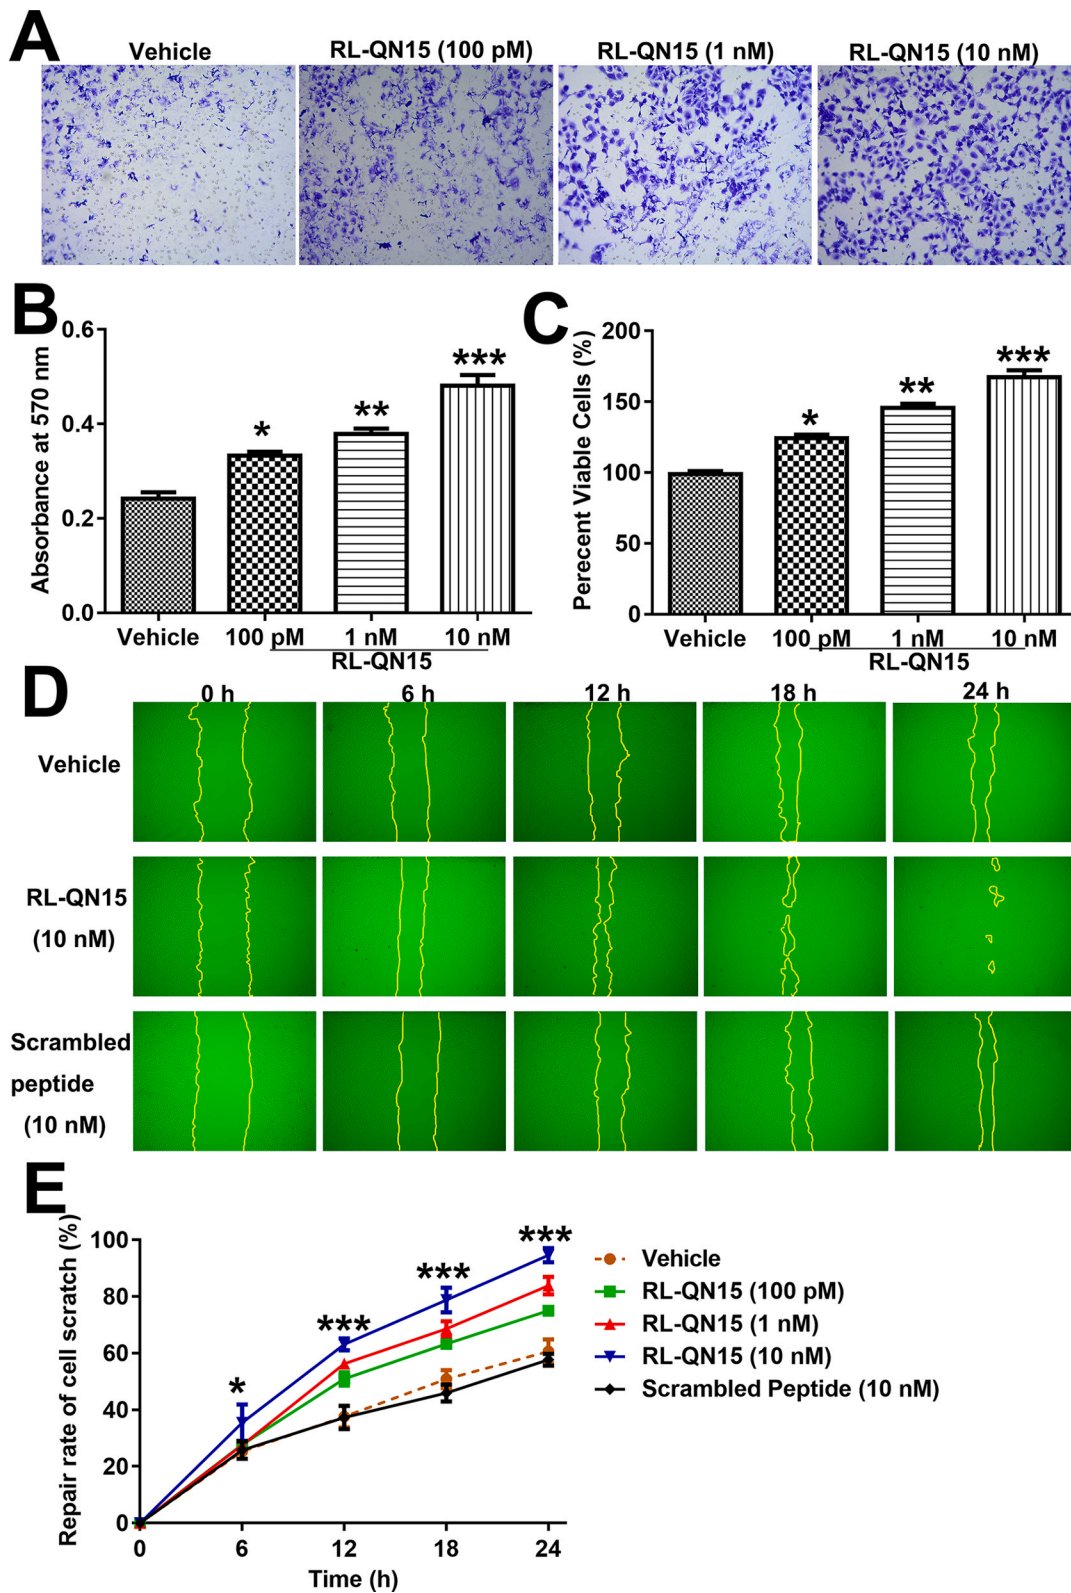 A
Vehicle
RL-QN15 (100 pM)
RL-QN15 (1 nM)
RL-QN15 (10 nM)
B
Absorbance at 570 nm
0.6
0.4
0.2
0.0
*
**
***
Vehicle
100 pM
1 nM
10 nM
RL-QN15
C
Perecent Viable Cells (%)
200
150
100
50
0
*
**
***
Vehicle
100 pM
1 nM
10 nM
RL-QN15
D
0 h
6 h
12 h
18 h
24 h
Vehicle
RL-QN15
(10 nM)
Scrambled
peptide
(10 nM)
E
Repair rate of cell scratch (%)
100
80
60
40
20
0
*
***
***
***
0
6
12
18
24
Time (h)
Vehicle
RL-QN15 (100 pM)
RL-QN15 (1 nM)
RL-QN15 (10 nM)
Scrambled Peptide (10 nM)